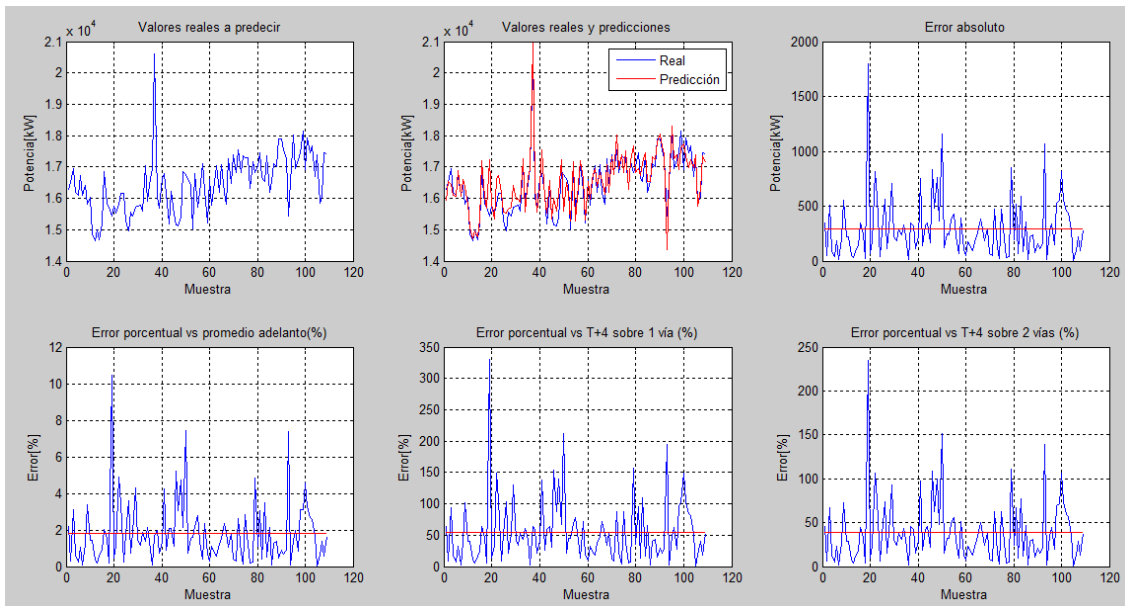 Valores reales a predecir
x 10^4
2.1
2
1.9
1.8
1.7
1.6
1.5
1.4
Potencia[kW]
0 20 40 60 80 100 120
Muestra
Valores reales y predicciones
x 10^4
2.1
2
1.9
1.8
1.7
1.6
1.5
1.4
Potencia[kW]
Real
Predicción
0 20 40 60 80 100 120
Muestra
Error absoluto
2000
1500
1000
500
0
Potencia[kW]
0 20 40 60 80 100 120
Muestra
Error porcentual vs promedio adelanto(%)
12
10
8
6
4
2
0
Error[%]
0 20 40 60 80 100 120
Muestra
Error porcentual vs T+4 sobre 1 vía (%)
350
300
250
200
150
100
50
0
Error[%]
0 20 40 60 80 100 120
Muestra
Error porcentual vs T+4 sobre 2 vías (%)
250
200
150
100
50
0
Error[%]
0 20 40 60 80 100 120
Muestra